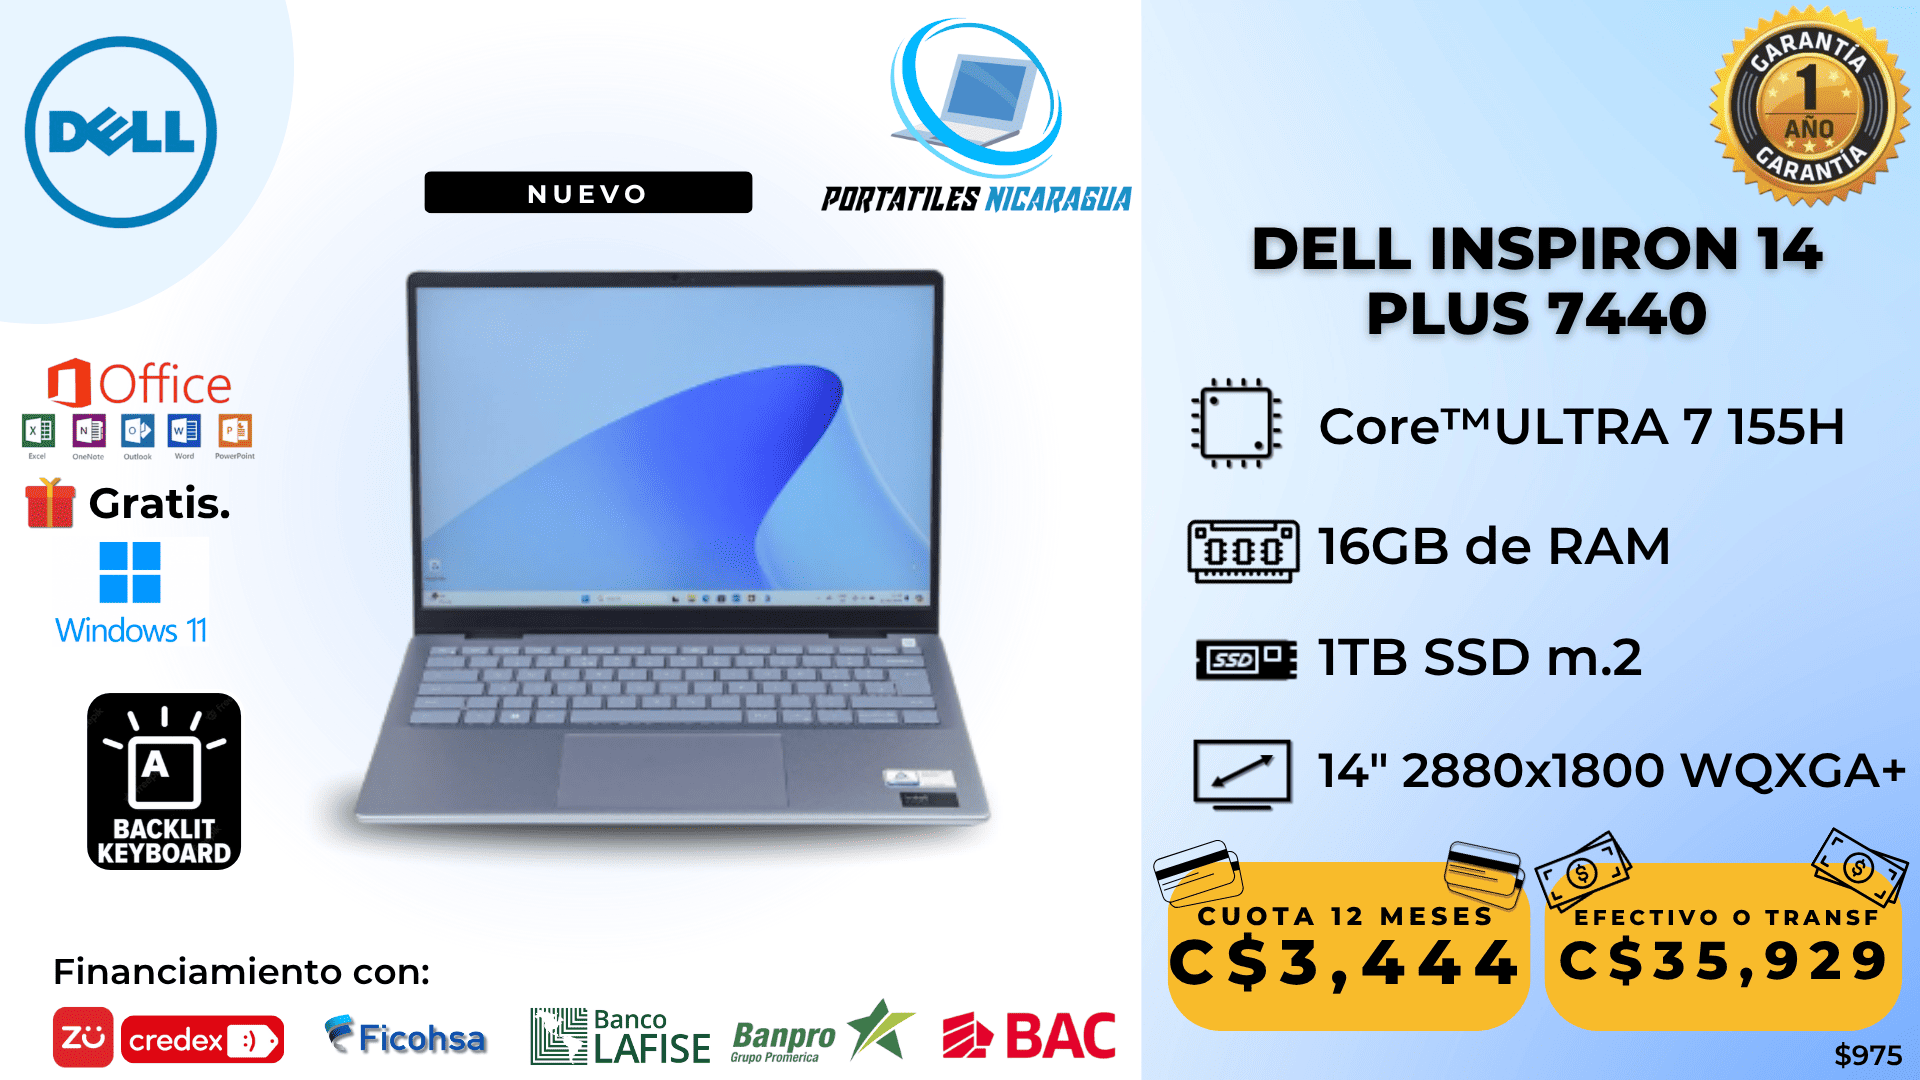 DELL
NUEVO
PORTATILES NICARAGUA
GARANTÍA
1
AÑO
GARANTÍA
DELL INSPIRON 14
PLUS 7440
Office
Excel OneNote Outlook Word PowerPoint
Gratis.
Windows 11
A
BACKLIT
KEYBOARD
Core™ULTRA 7 155H
16GB de RAM
SSD
1TB SSD m.2
14" 2880x1800 WQXGA+
CUOTA 12 MESES
C$3,444
EFECTIVO O TRANSF
C$35,929
$975
Financiamiento con:
zü
credex :)
Ficohsa
Banco
LAFISE
Banpro
Grupo Promerica
BAC